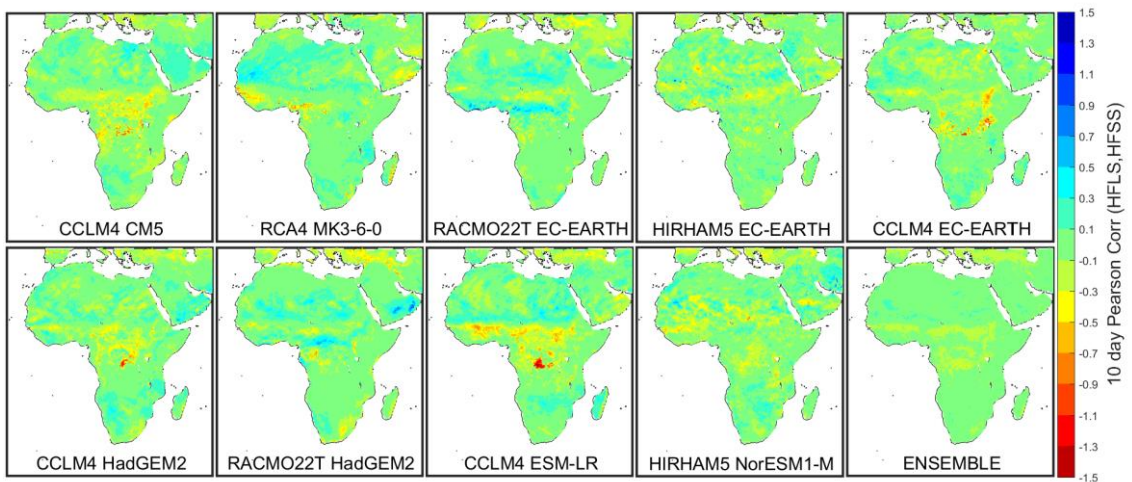 CCLM4 CM5
RCA4 MK3-6-0
RACMO22T EC-EARTH
HIRHAM5 EC-EARTH
CCLM4 EC-EARTH
CCLM4 HadGEM2
RACMO22T HadGEM2
CCLM4 ESM-LR
HIRHAM5 NorESM1-M
ENSEMBLE
1.5
1.3
1.1
0.9
0.7
0.5
0.3
0.1
-0.1
-0.3
-0.5
-0.7
-0.9
-1.1
-1.3
-1.5
10 day Pearson Corr (HFLS,HFSS)